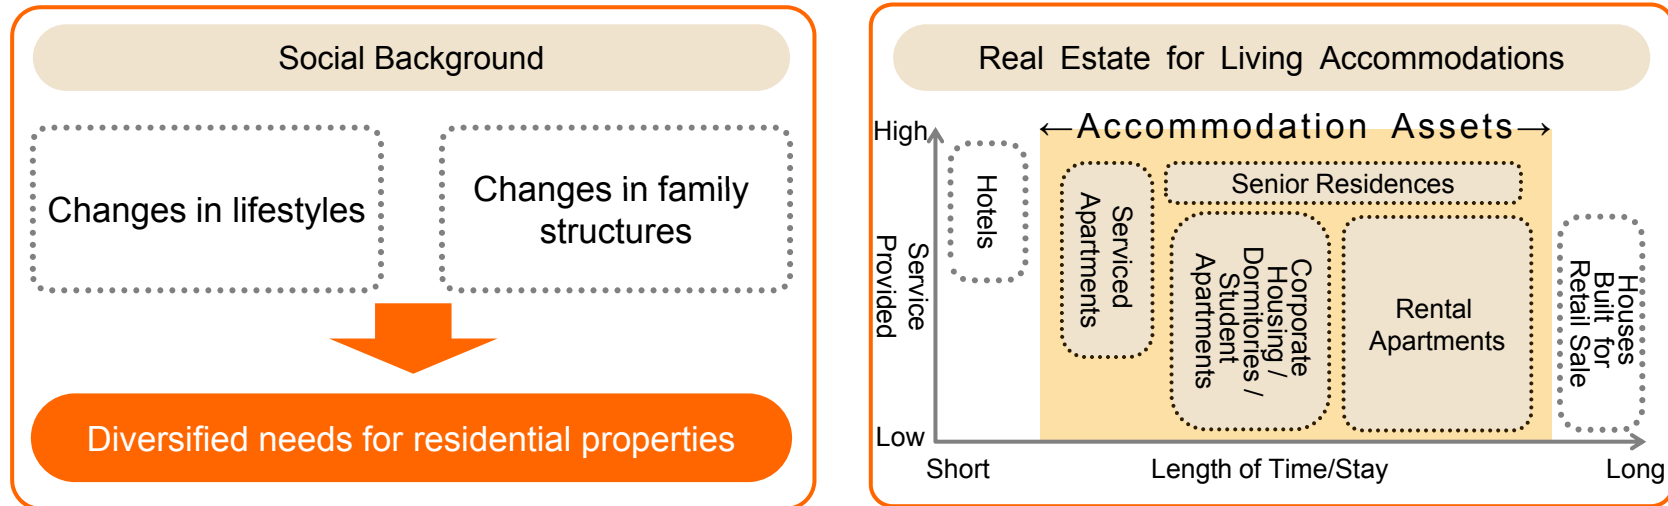 Social Background
Changes in lifestyles
Changes in family
structures
Diversified needs for residential properties
Real Estate for Living Accommodations
←Accommodation Assets→
High
Low
Service
Provided
Hotels
Serviced
Apartments
Senior Residences
Corporate
Housing /
Dormitories /
Student
Apartments
Rental
Apartments
Houses
Built for
Retail Sale
Short
Length of Time/Stay
Long